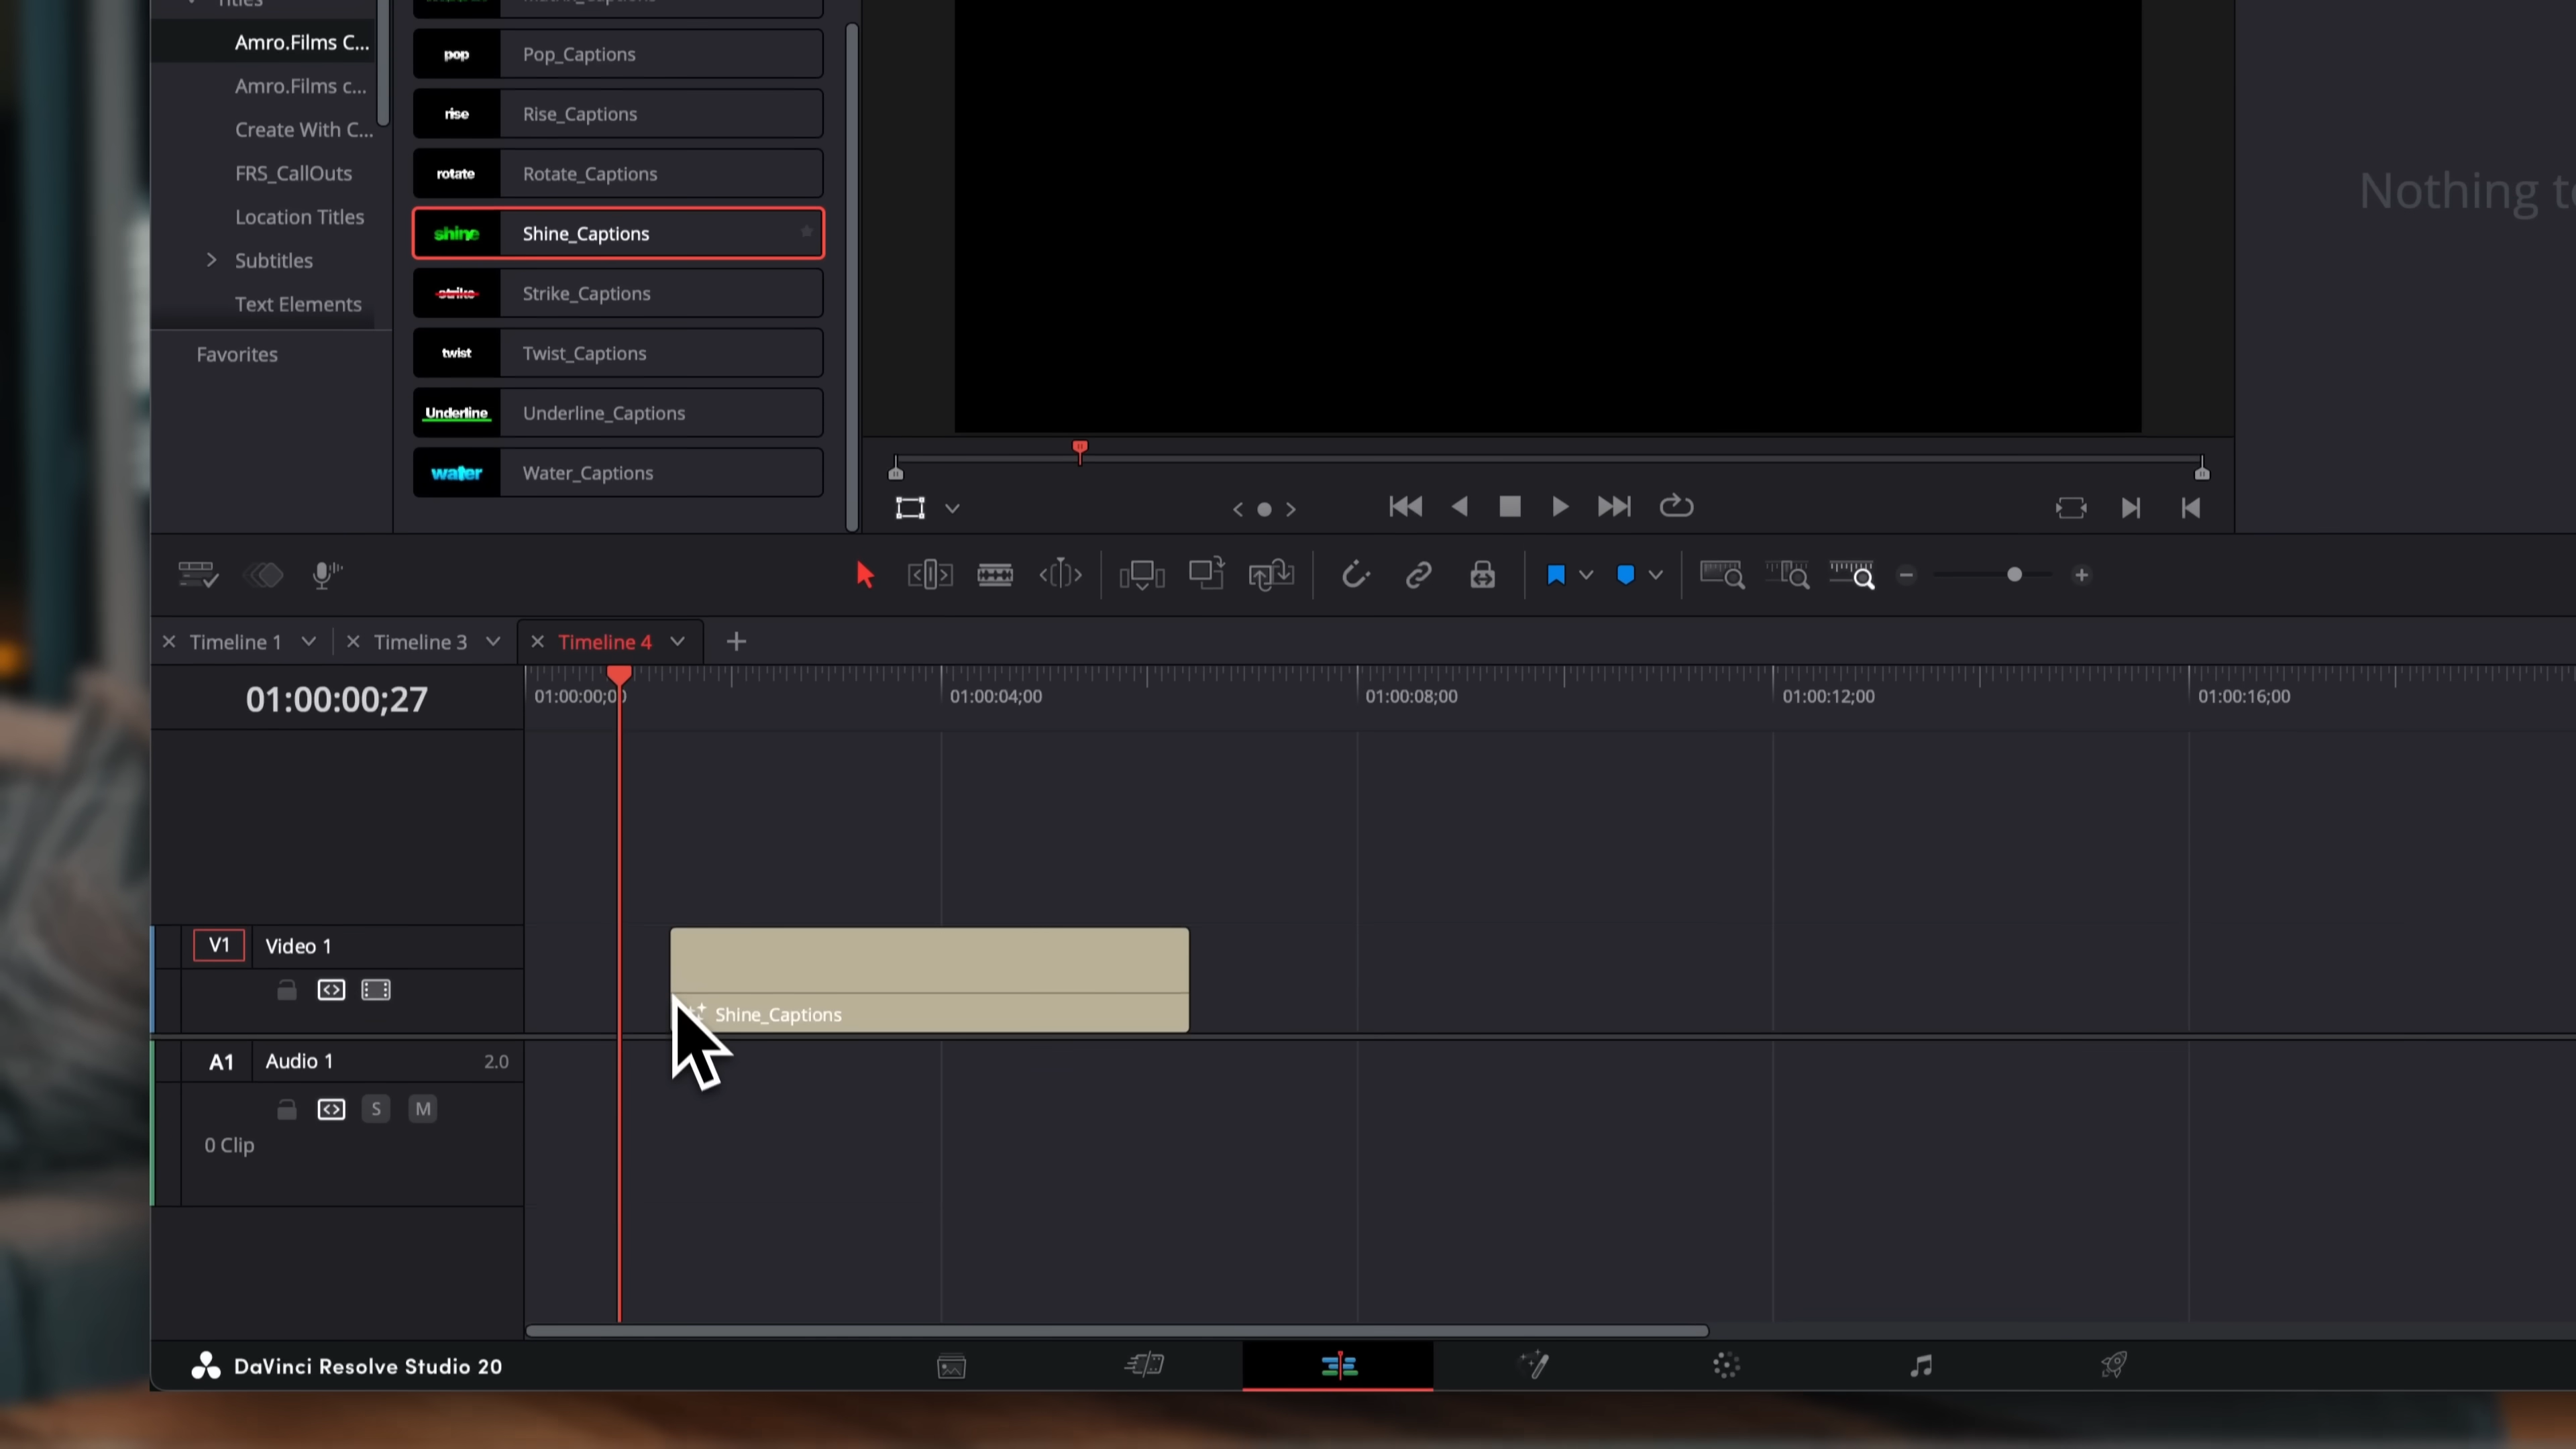 Titles
Amro.Films C...
Amro.Films c...
Create With C...
FRS_CallOuts
Location Titles
Subtitles
Text Elements
Favorites
pop Pop_Captions
rise Rise_Captions
rotate Rotate_Captions
shine Shine_Captions
strike Strike_Captions
twist Twist_Captions
Underline Underline_Captions
water Water_Captions
Nothing t
Timeline 1
Timeline 3
Timeline 4
01:00:00;27
01:00:00;0
01:00:04;00
01:00:08;00
01:00:12;00
01:00:16;00
V1 Video 1
Shine_Captions
A1 Audio 1 2.0
S M
0 Clip
DaVinci Resolve Studio 20